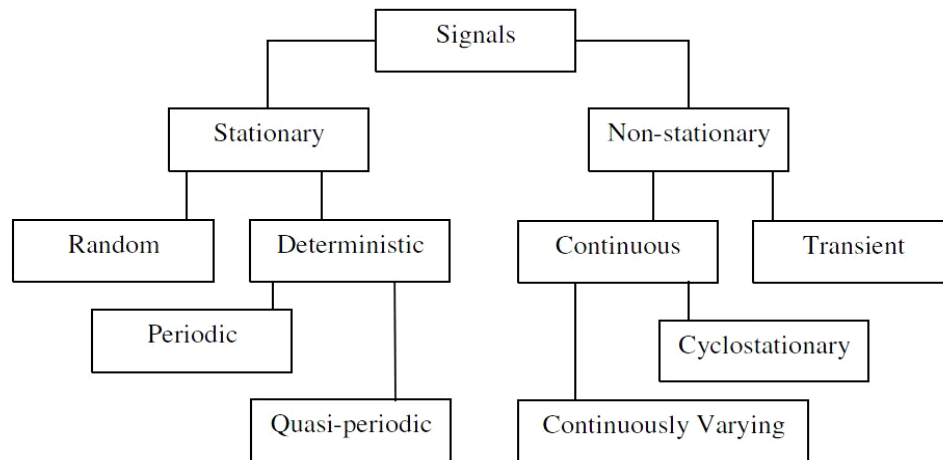 Signals
Stationary
Non-stationary
Random
Deterministic
Continuous
Transient
Periodic
Cyclostationary
Quasi-periodic
Continuously Varying